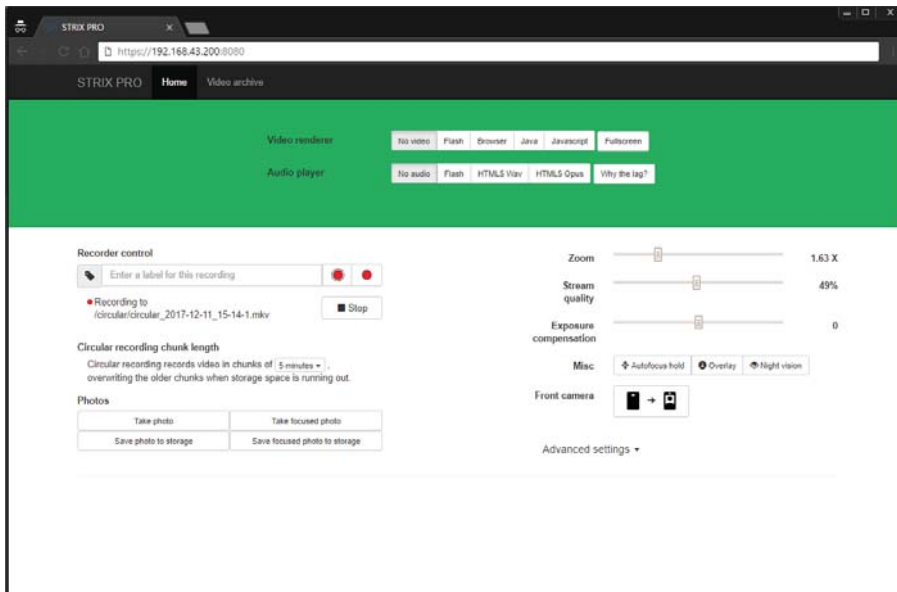 STRIX PRO
https://192.168.43.200:8080
STRIX PRO Home Video archive
Video renderer No video Flash Browser Java Javascript Fullscreen
Audio player No audio Flash HTML5 Wav HTML5 Opus Why the lag?
Recorder control
Enter a label for this recording
Recording to
/circular/circular_2017-12-11_15-14-1.mkv
Stop
Circular recording chunk length
Circular recording records video in chunks of 5 minutes ,
overwriting the older chunks when storage space is running out.
Photos
Take photo Take focused photo
Save photo to storage Save focused photo to storage
Zoom 1.63 X
Stream
quality
49%
Exposure
compensation
0
Misc Autofocus hold Overlay Night vision
Front camera
Advanced settings